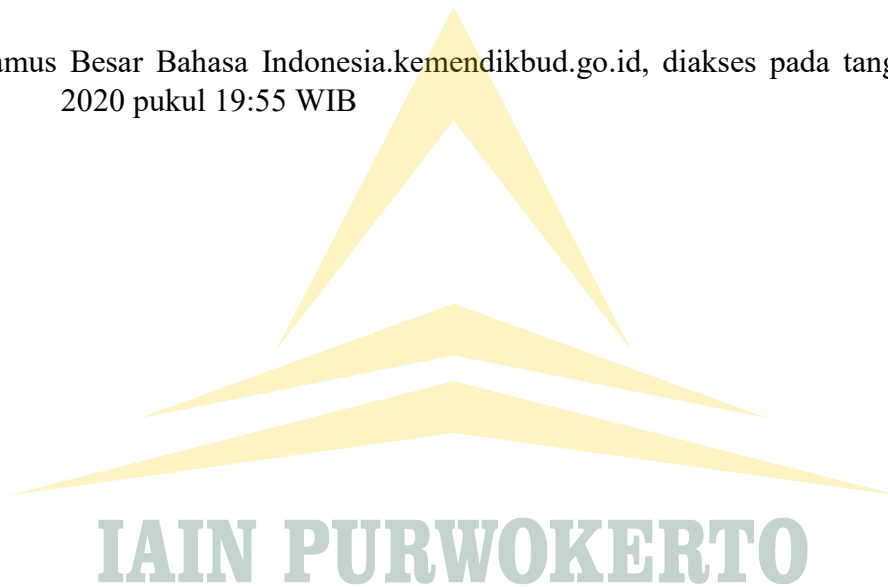 amus Besar Bahasa Indonesia.kemendikbud.go.id, diakses pada tang
2020 pukul 19:55 WIB
IAIN PURWOKERTO